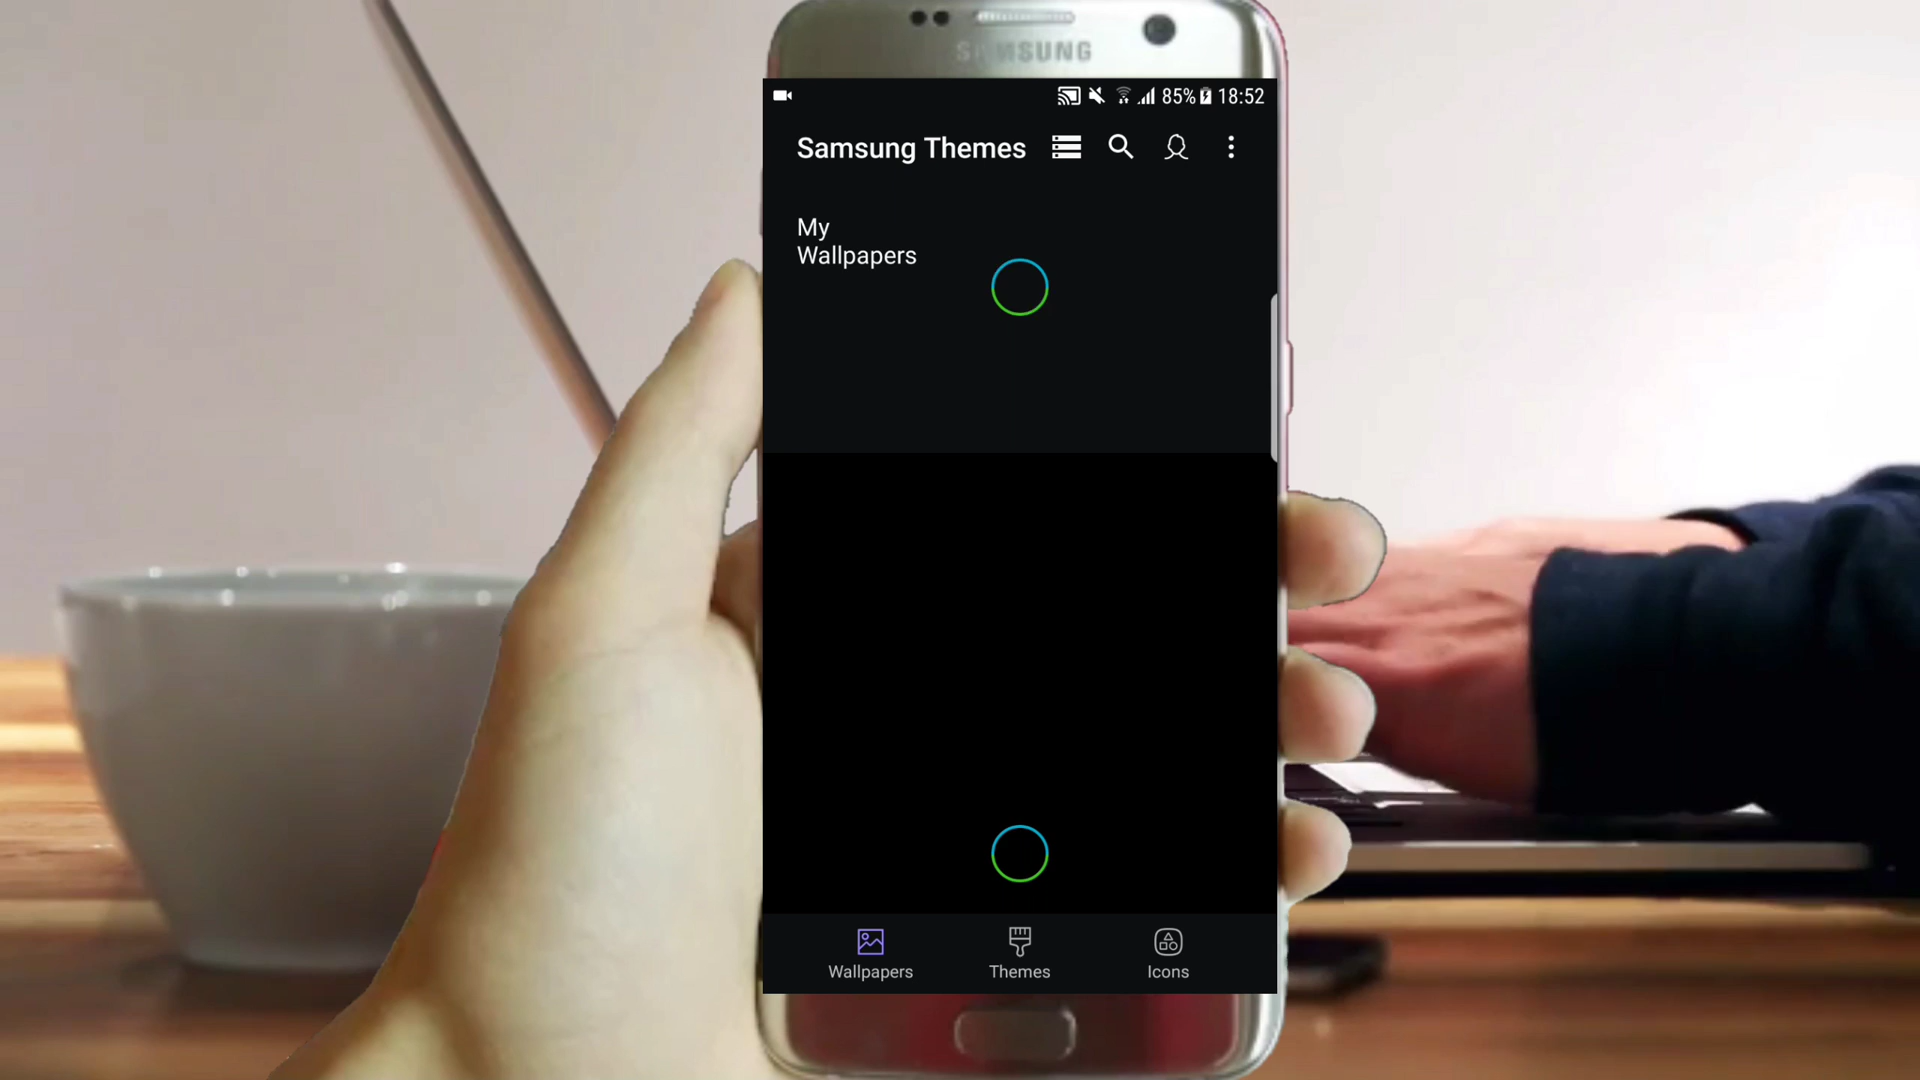 SAMSUNG
85% 18:52
Samsung Themes
My
Wallpapers
Wallpapers Themes Icons